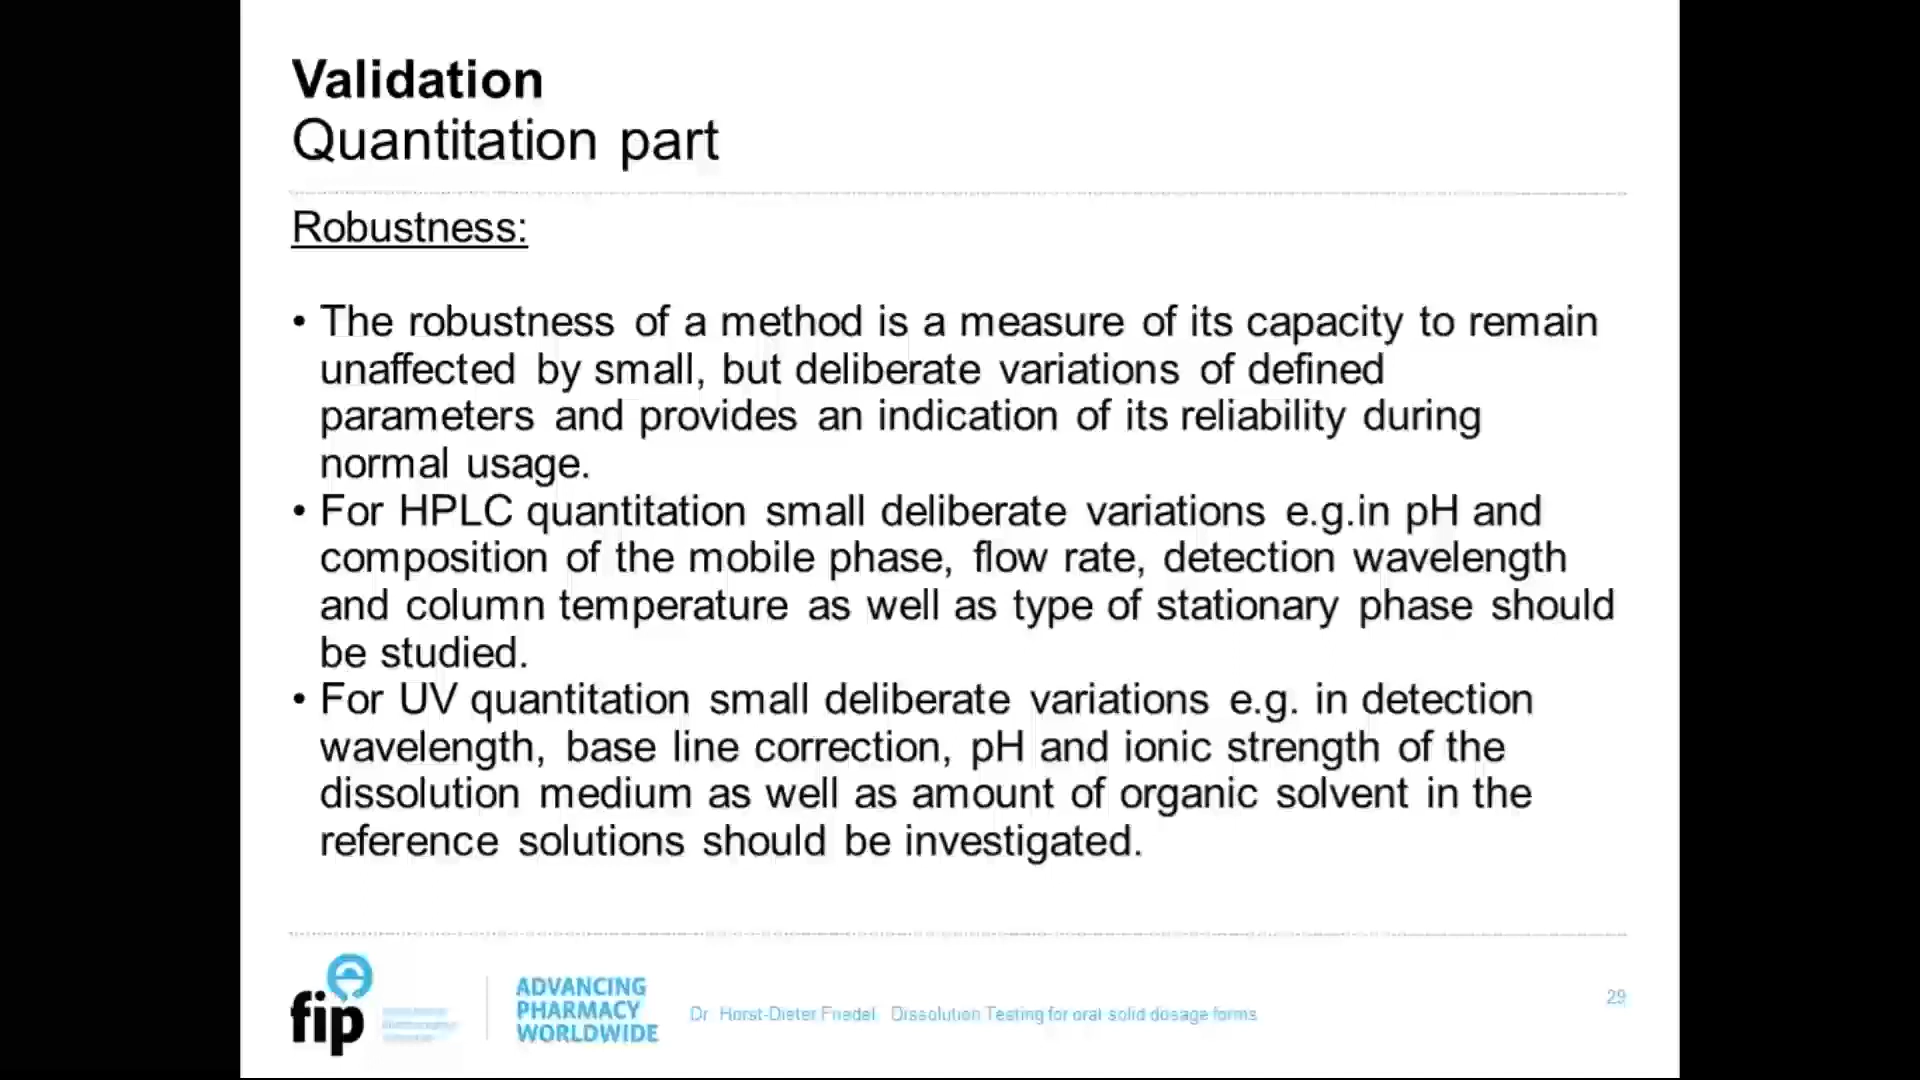 Validation
Quantitation part
Robustness:
• The robustness of a method is a measure of its capacity to remain
unaffected by small, but deliberate variations of defined
parameters and provides an indication of its reliability during
normal usage.
• For HPLC quantitation small deliberate variations e.g.in pH and
composition of the mobile phase, flow rate, detection wavelength
and column temperature as well as type of stationary phase should
be studied.
• For UV quantitation small deliberate variations e.g. in detection
wavelength, base line correction, pH and ionic strength of the
dissolution medium as well as amount of organic solvent in the
reference solutions should be investigated.
fip
ADVANCING
PHARMACY
WORLDWIDE
Dr. Horst-Dieter Friedel Dissolution Testing for oral solid dosage forms
29